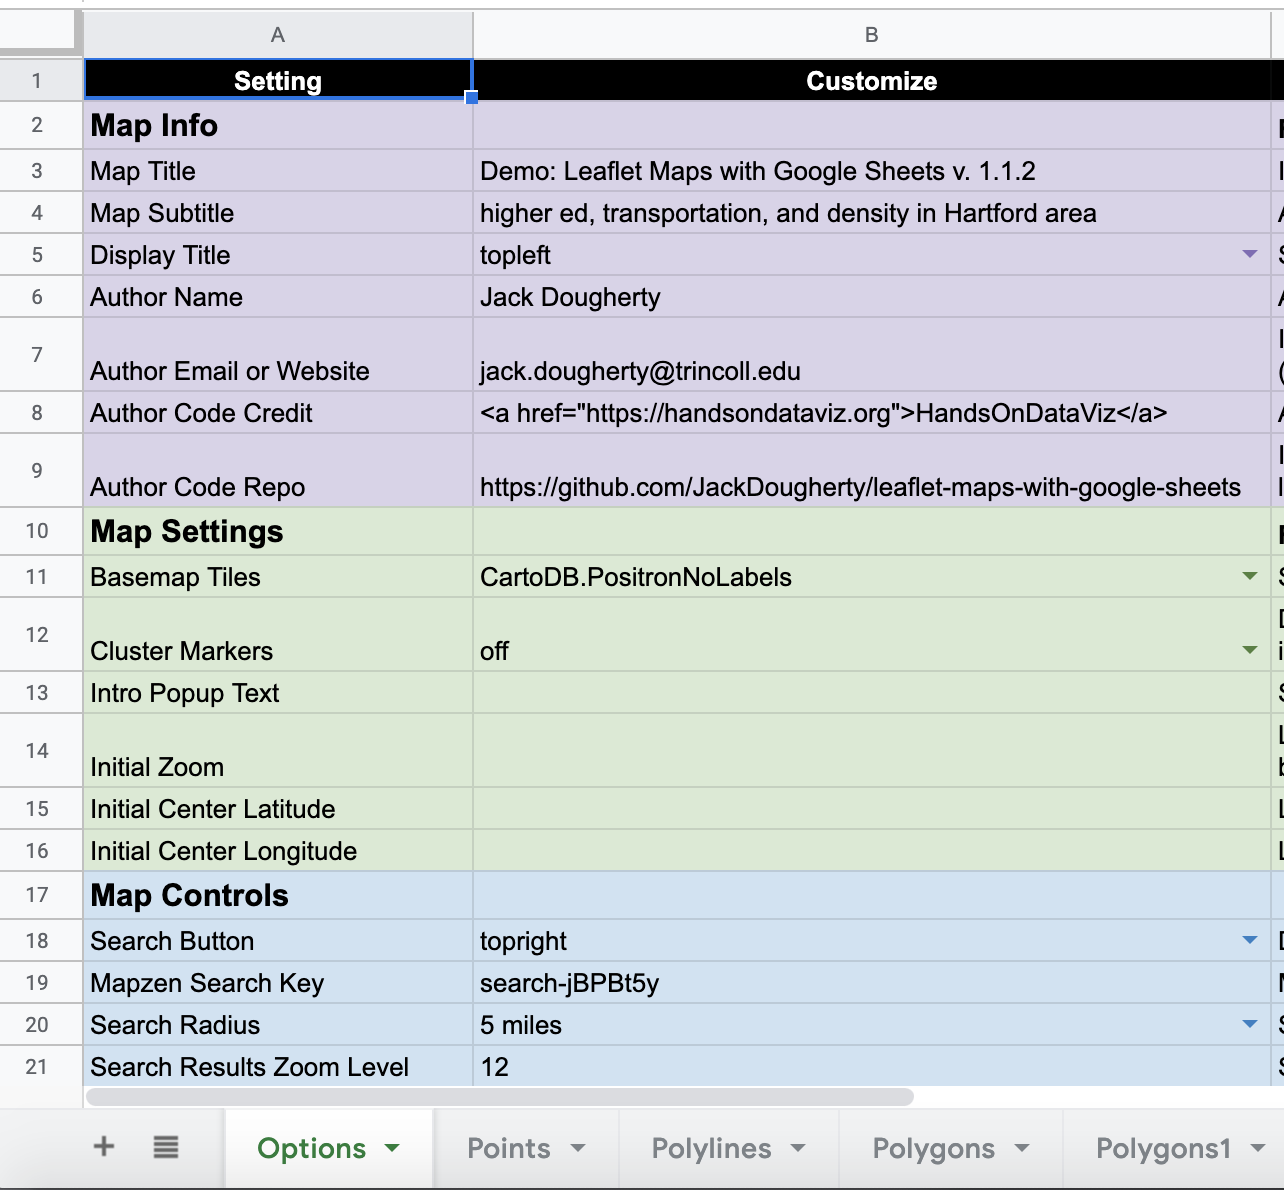 A B
1 Setting Customize
2 Map Info
3 Map Title Demo: Leaflet Maps with Google Sheets v. 1.1.2
4 Map Subtitle higher ed, transportation, and density in Hartford area
5 Display Title topleft
6 Author Name Jack Dougherty
7 Author Email or Website jack.dougherty@trincoll.edu
8 Author Code Credit <a href="https://handsondataviz.org">HandsOnDataViz</a>
9 Author Code Repo https://github.com/JackDougherty/leaflet-maps-with-google-sheets
10 Map Settings
11 Basemap Tiles CartoDB.PositronNoLabels
12 Cluster Markers off
13 Intro Popup Text
14 Initial Zoom
15 Initial Center Latitude
16 Initial Center Longitude
17 Map Controls
18 Search Button topright
19 Mapzen Search Key search-jBPBt5y
20 Search Radius 5 miles
21 Search Results Zoom Level 12
Options Points Polylines Polygons Polygons1